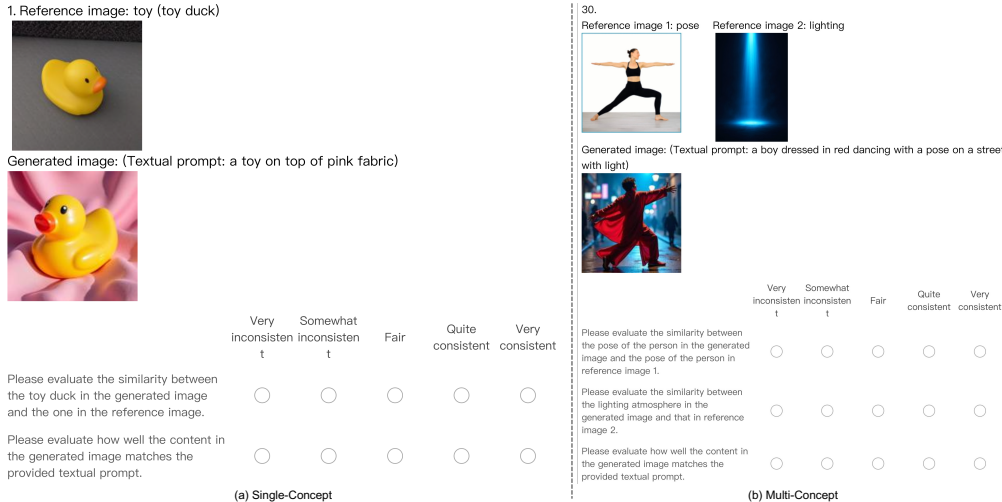 1. Reference image: toy (toy duck)
Generated image: (Textual prompt: a toy on top of pink fabric)
Very
inconsisten
t
Somewhat
inconsisten
t
Fair
Quite
consistent
Very
consistent
Please evaluate the similarity between
the toy duck in the generated image
and the one in the reference image.
Please evaluate how well the content in
the generated image matches the
provided textual prompt.
(a) Single-Concept
30.
Reference image 1: pose
Reference image 2: lighting
Generated image: (Textual prompt: a boy dressed in red dancing with a pose on a street
with light)
Very
inconsisten
t
Somewhat
inconsisten
t
Fair
Quite
consistent
Very
consistent
Please evaluate the similarity between
the pose of the person in the generated
image and the pose of the person in
reference image 1.
Please evaluate the similarity between
the lighting atmosphere in the
generated image and that in reference
image 2.
Please evaluate how well the content in
the generated image matches the
provided textual prompt.
(b) Multi-Concept